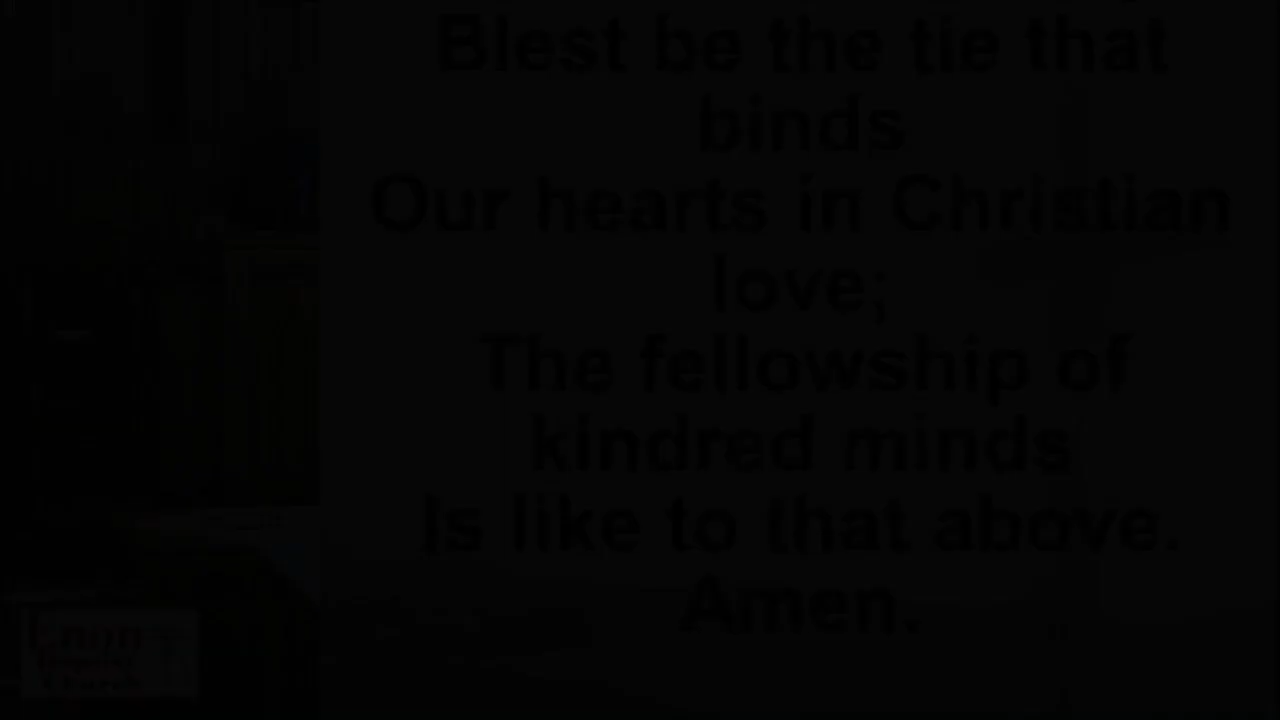 Blest be the tie that
binds
Our hearts in Christian
love;
The fellowship of
kindred minds
Is like to that above.
Amen.
Church